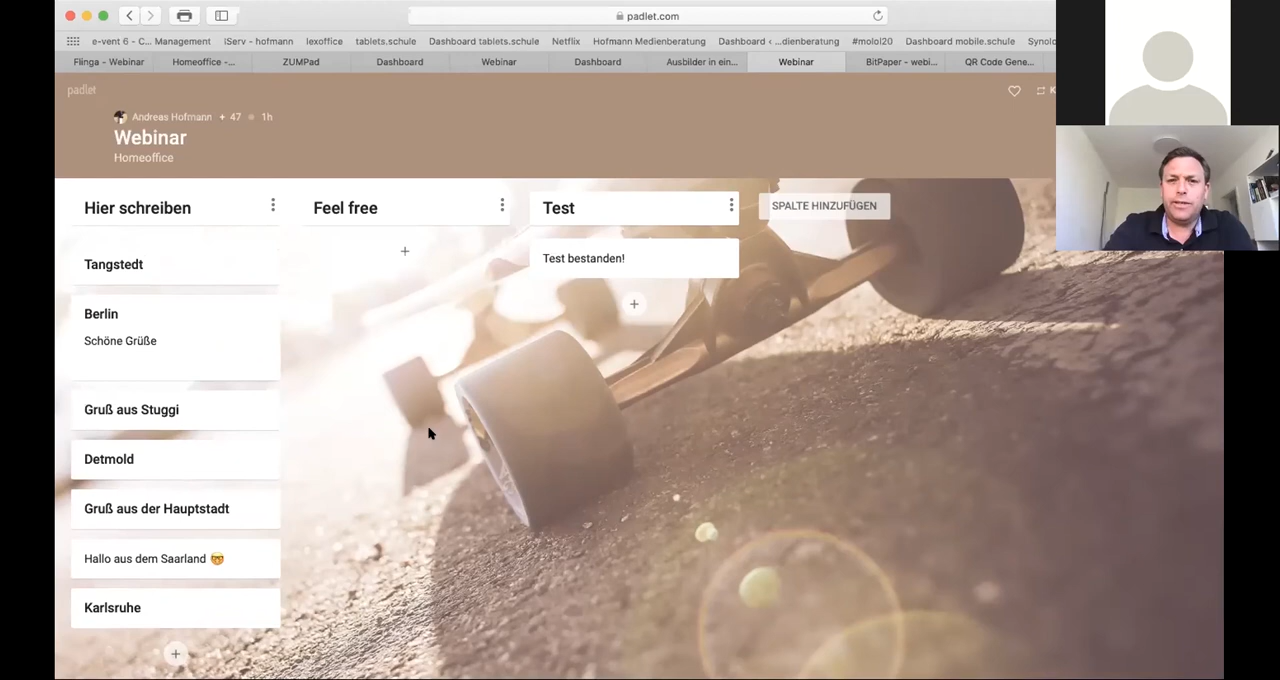 padlet.com
e-vent 6 - C... Management
iServ - hofmann
lexoffice
tablets.schule
Dashboard tablets.schule
Netflix
Hofmann Medienberatung
Dashboard ‹ ...dienberatung
#molol20
Dashboard mobile.schule
Synolo
Flinga - Webinar
Homeoffice -...
ZUMPad
Dashboard
Webinar
Dashboard
Ausbilder in ein...
Webinar
BitPaper - webi...
QR Code Gene...
padlet
K
Andreas Hofmann + 47 1h
Webinar
Homeoffice
Hier schreiben
Feel free
Test
SPALTE HINZUFÜGEN
Tangstedt
Test bestanden!
Berlin
Schöne Grüße
Gruß aus Stuggi
Detmold
Gruß aus der Hauptstadt
Hallo aus dem Saarland 🤓
Karlsruhe